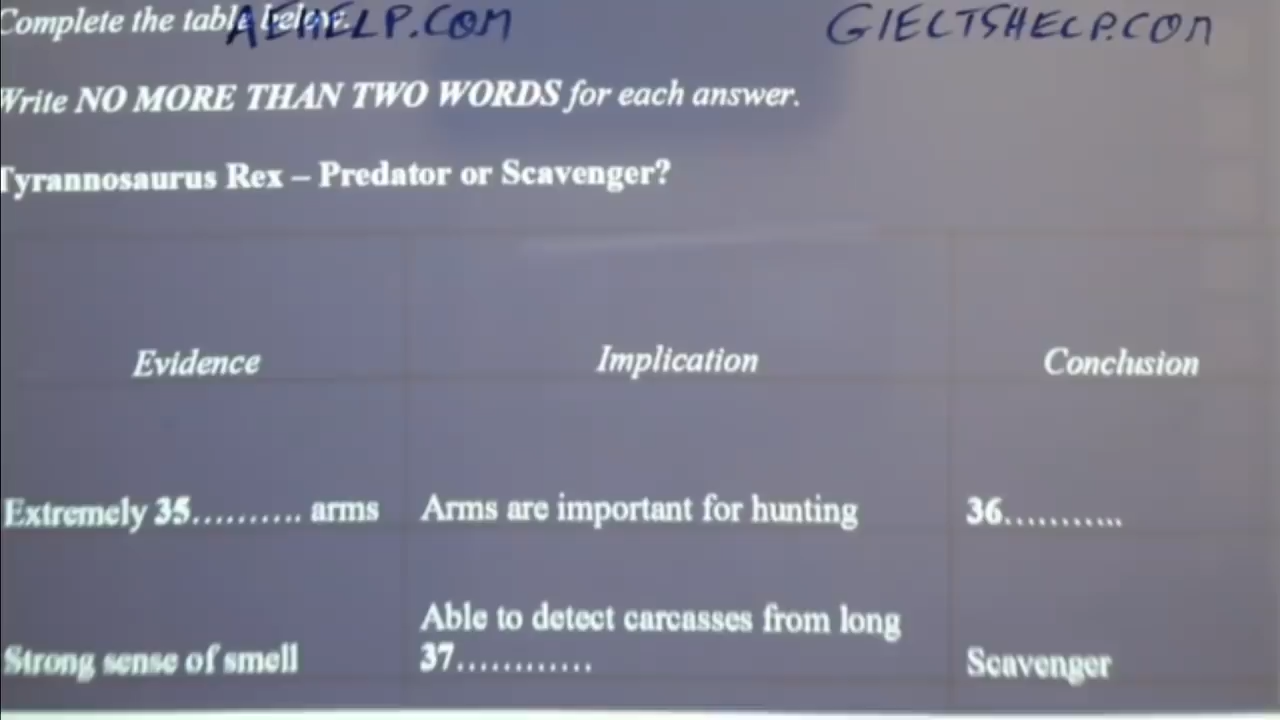 Complete the table below.
AEHELP.COM
GIELTSHELP.COM
Write NO MORE THAN TWO WORDS for each answer.
Tyrannosaurus Rex – Predator or Scavenger?
Evidence Implication Conclusion
Extremely 35.......... arms Arms are important for hunting 36...........
Able to detect carcasses from long
Strong sense of smell 37............ Scavenger